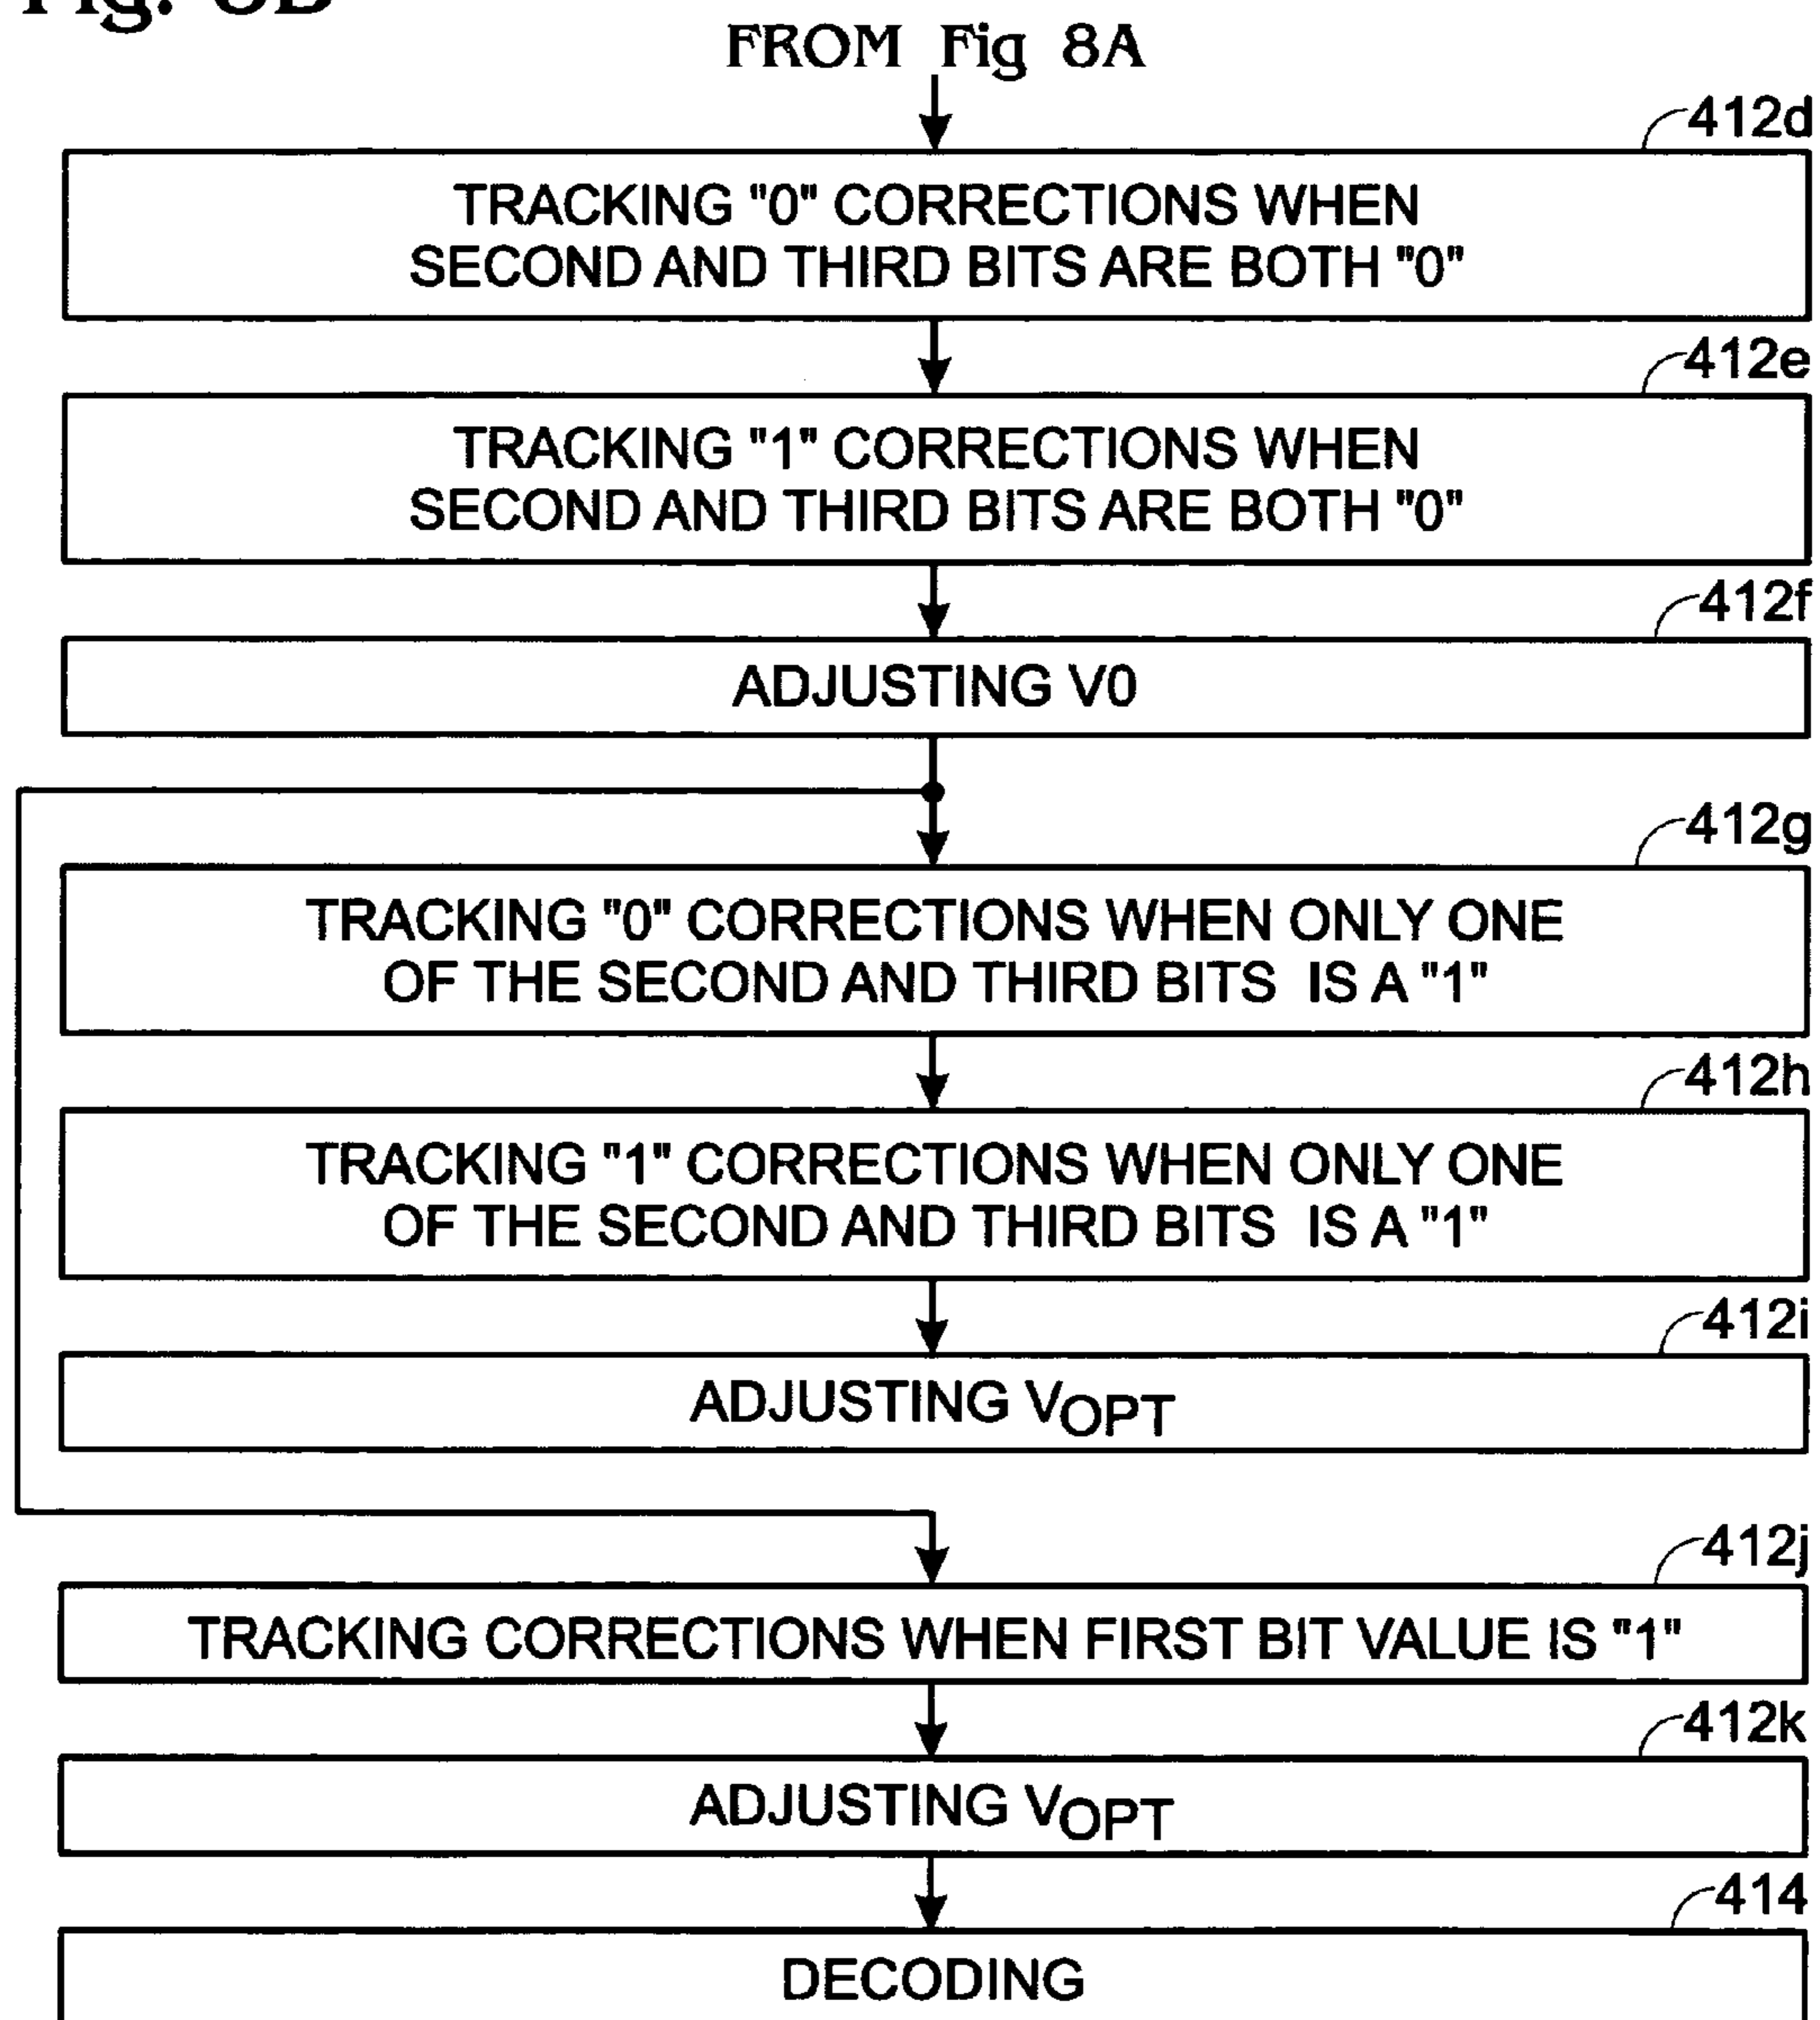 FROM Fig 8A
412d
TRACKING "0" CORRECTIONS WHEN
SECOND AND THIRD BITS ARE BOTH "0"
412e
TRACKING "1" CORRECTIONS WHEN
SECOND AND THIRD BITS ARE BOTH "0"
412f
ADJUSTING V0
412g
TRACKING "0" CORRECTIONS WHEN ONLY ONE
OF THE SECOND AND THIRD BITS IS A "1"
412h
TRACKING "1" CORRECTIONS WHEN ONLY ONE
OF THE SECOND AND THIRD BITS IS A "1"
412i
ADJUSTING VOPT
412j
TRACKING CORRECTIONS WHEN FIRST BIT VALUE IS "1"
412k
ADJUSTING VOPT
414
DECODING